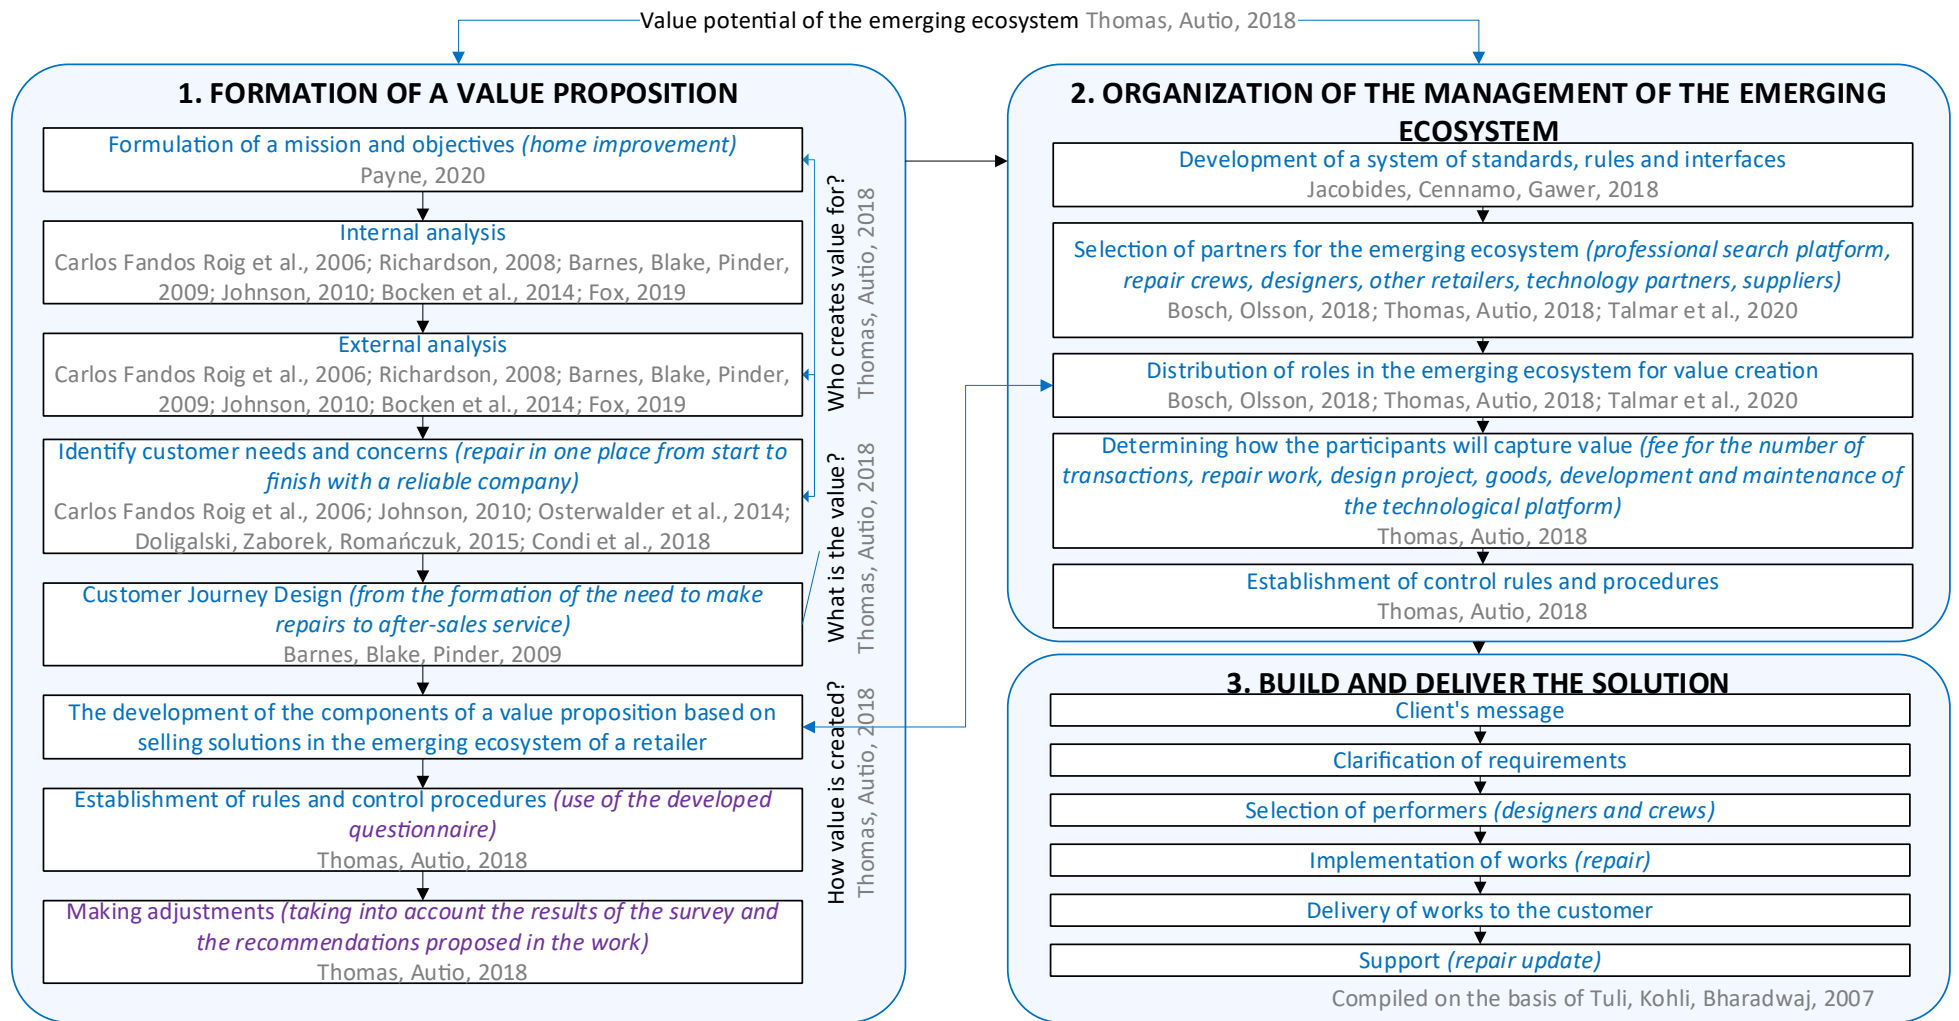 Value potential of the emerging ecosystem Thomas, Autio, 2018
1. FORMATION OF A VALUE PROPOSITION
Formulation of a mission and objectives (home improvement)
Payne, 2020
Internal analysis
Carlos Fandos Roig et al., 2006; Richardson, 2008; Barnes, Blake, Pinder,
2009; Johnson, 2010; Bocken et al., 2014; Fox, 2019
External analysis
Carlos Fandos Roig et al., 2006; Richardson, 2008; Barnes, Blake, Pinder,
2009; Johnson, 2010; Bocken et al., 2014; Fox, 2019
Identify customer needs and concerns (repair in one place from start to
finish with a reliable company)
Carlos Fandos Roig et al., 2006; Johnson, 2010; Osterwalder et al., 2014;
Doligalski, Zaborek, Romańczuk, 2015; Condi et al., 2018
Customer Journey Design (from the formation of the need to make
repairs to after-sales service)
Barnes, Blake, Pinder, 2009
The development of the components of a value proposition based on
selling solutions in the emerging ecosystem of a retailer
Establishment of rules and control procedures (use of the developed
questionnaire)
Thomas, Autio, 2018
Making adjustments (taking into account the results of the survey and
the recommendations proposed in the work)
Thomas, Autio, 2018
Who creates value for?
Thomas, Autio, 2018
What is the value?
Thomas, Autio, 2018
How value is created?
Thomas, Autio, 2018
2. ORGANIZATION OF THE MANAGEMENT OF THE EMERGING
ECOSYSTEM
Development of a system of standards, rules and interfaces
Jacobides, Cennamo, Gawer, 2018
Selection of partners for the emerging ecosystem (professional search platform,
repair crews, designers, other retailers, technology partners, suppliers)
Bosch, Olsson, 2018; Thomas, Autio, 2018; Talmar et al., 2020
Distribution of roles in the emerging ecosystem for value creation
Bosch, Olsson, 2018; Thomas, Autio, 2018; Talmar et al., 2020
Determining how the participants will capture value (fee for the number of
transactions, repair work, design project, goods, development and maintenance of
the technological platform)
Thomas, Autio, 2018
Establishment of control rules and procedures
Thomas, Autio, 2018
3. BUILD AND DELIVER THE SOLUTION
Client's message
Clarification of requirements
Selection of performers (designers and crews)
Implementation of works (repair)
Delivery of works to the customer
Support (repair update)
Compiled on the basis of Tuli, Kohli, Bharadwaj, 2007